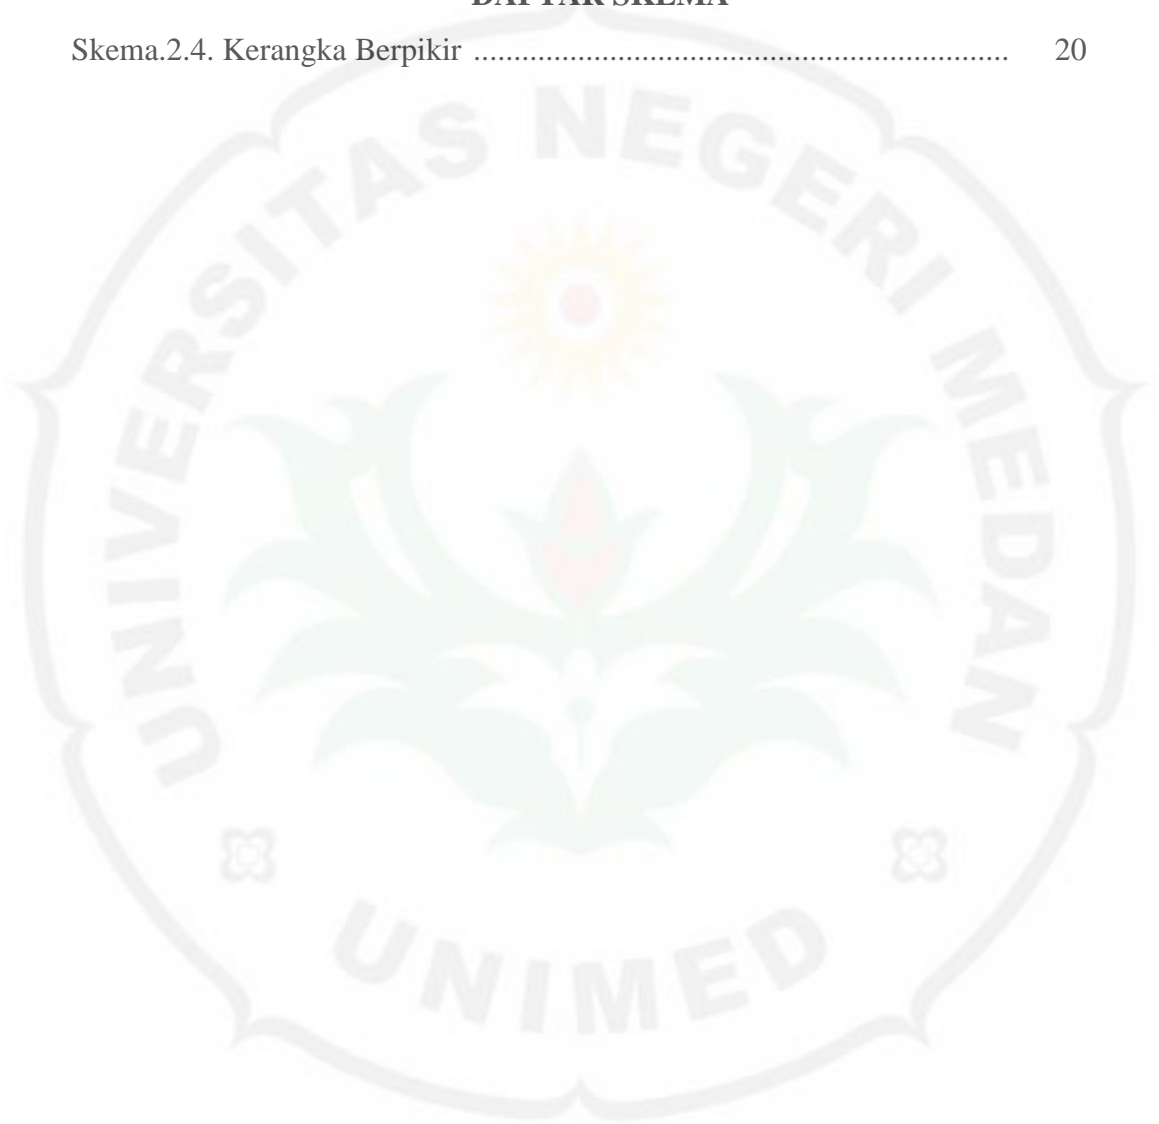 DAFTAR SKEMA
Skema.2.4. Kerangka Berpikir .................................................................. 20
UNIVERSITAS NEGERI MEDAN
UNIMED